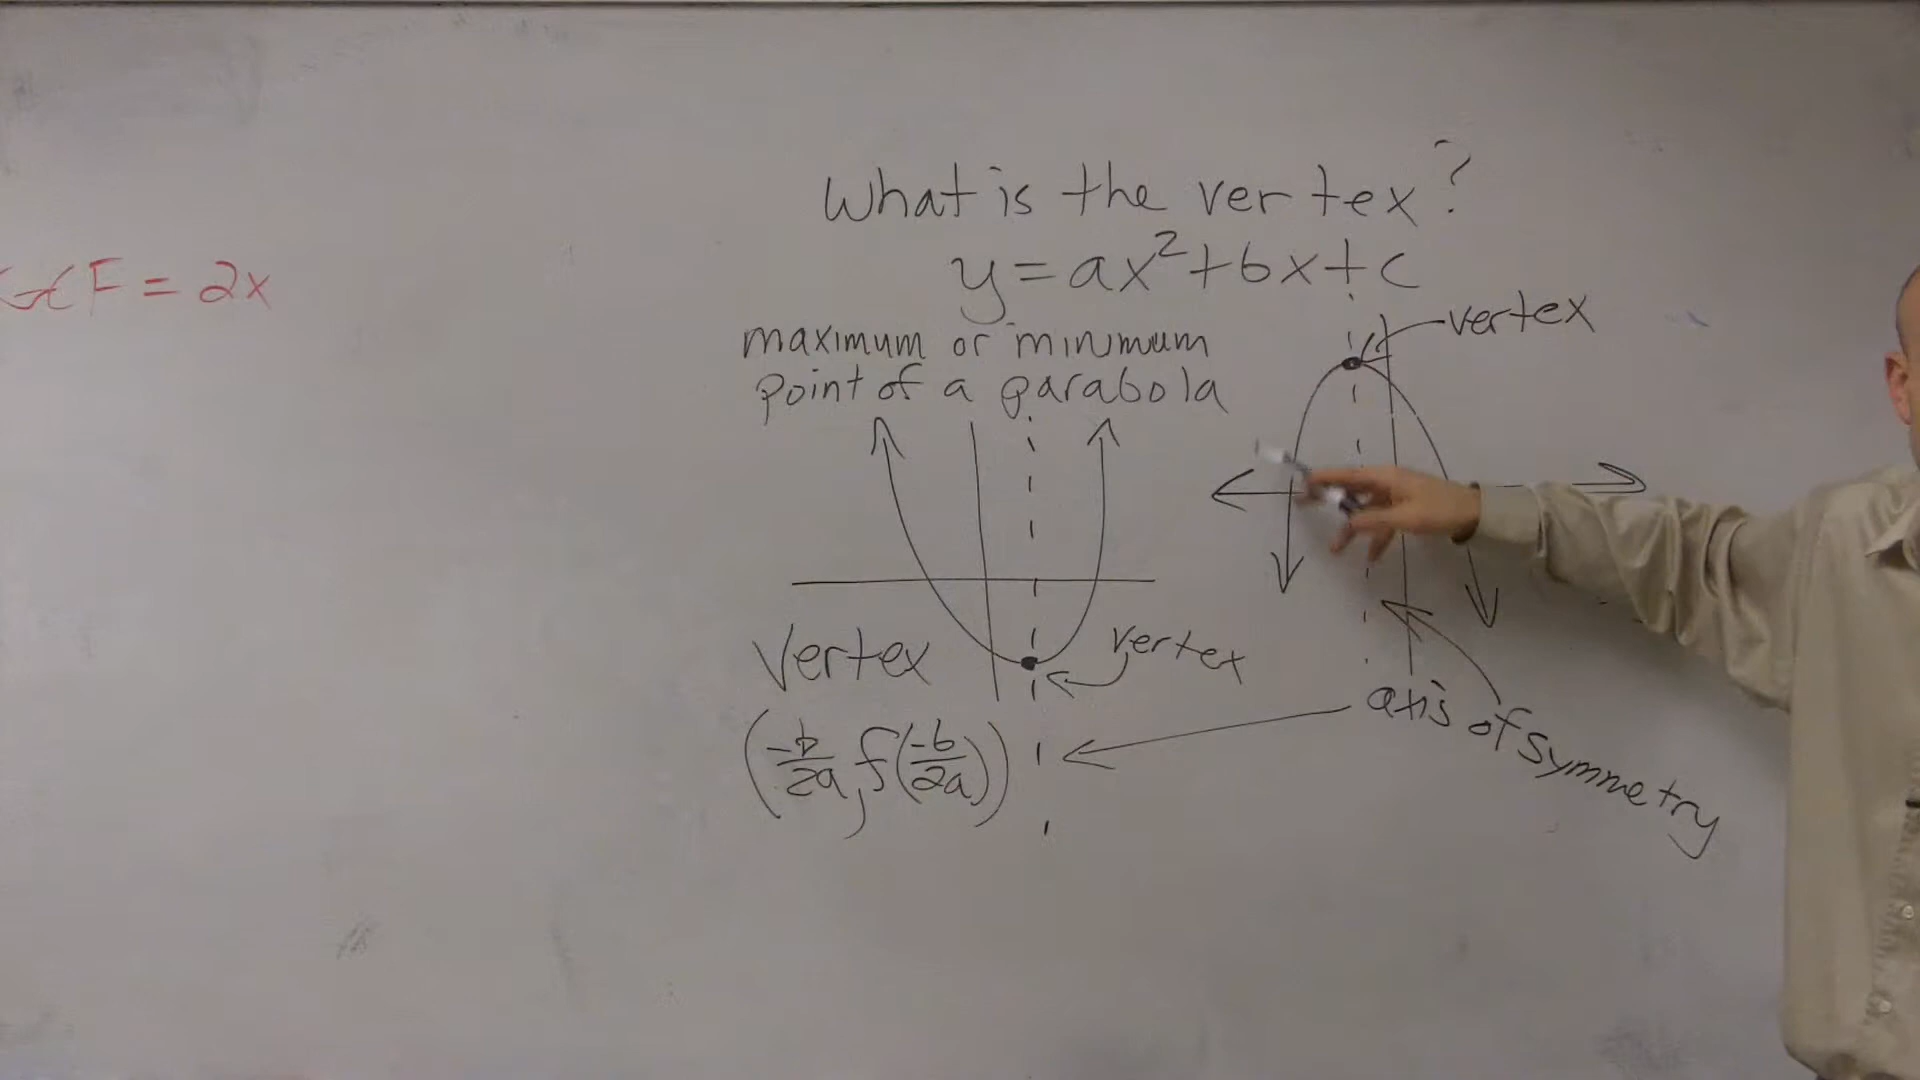 GCF = 2x
What is the vertex?
y = ax² + bx + c
maximum or minimum
point of a parabola
vertex
Vertex
vertex
(-b/2a, f(-b/2a))
axis of symmetry